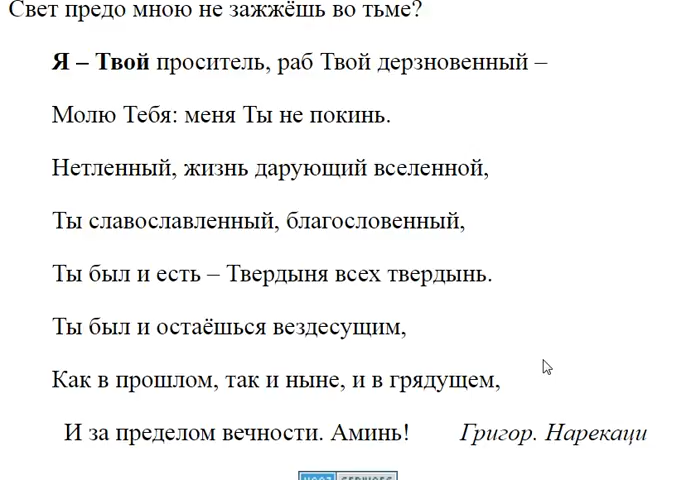 Свет предо мною не зажжёшь во тьме?
Я – Твой проситель, раб Твой дерзновенный –
Молю Тебя: меня Ты не покинь.
Нетленный, жизнь дарующий вселенной,
Ты славославленный, благословенный,
Ты был и есть – Твердыня всех твердынь.
Ты был и остаёшься вездесущим,
Как в прошлом, так и ныне, и в грядущем,
И за пределом вечности. Аминь! Григор. Нарекаци